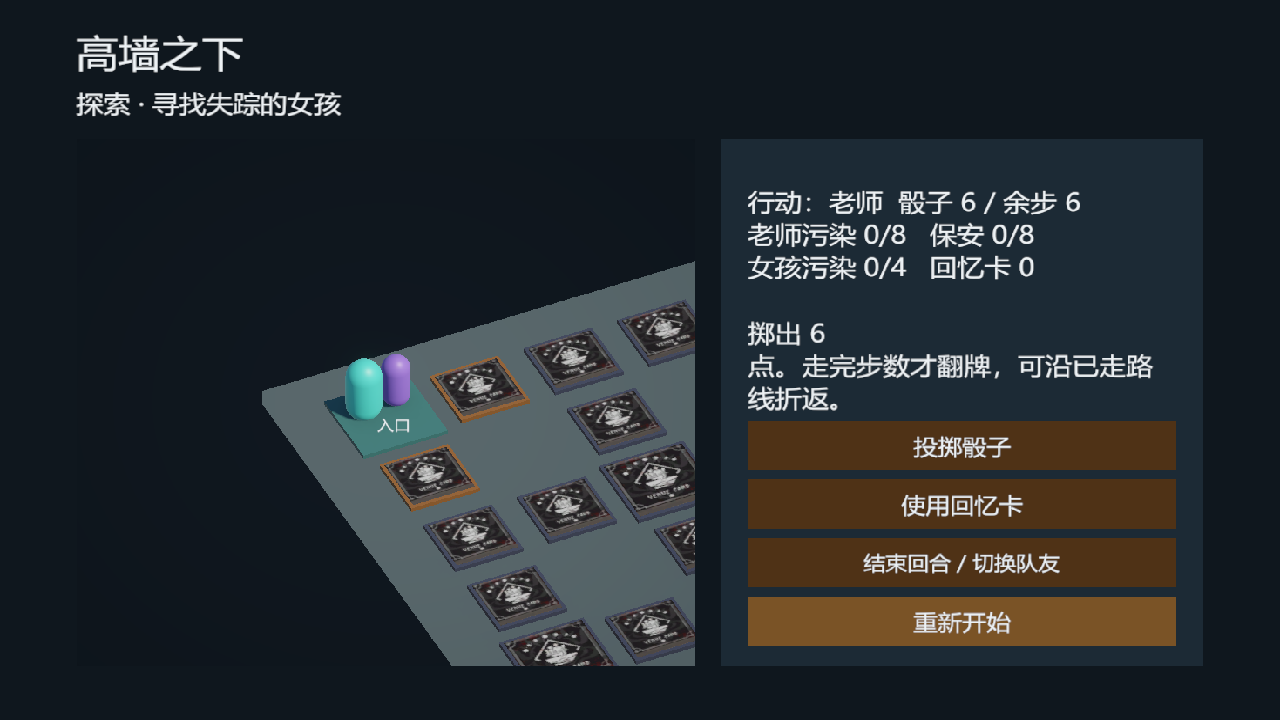 高墙之下
探索 · 寻找失踪的女孩
行动：老师 骰子 6 / 余步 6
老师污染 0/8 保安 0/8
女孩污染 0/4 回忆卡 0
掷出 6
点。走完步数才翻牌，可沿已走路
线折返。
入口
投掷骰子
使用回忆卡
结束回合 / 切换队友
重新开始